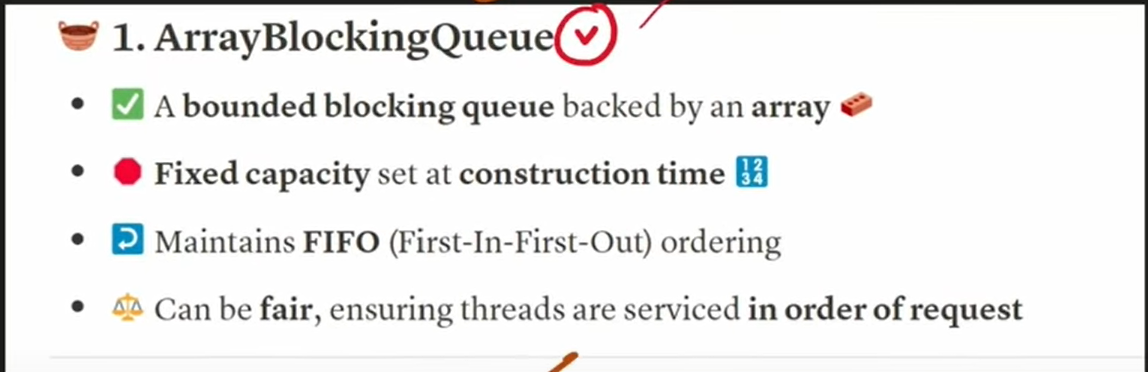 1. ArrayBlockingQueue
A bounded blocking queue backed by an array
Fixed capacity set at construction time
Maintains FIFO (First-In-First-Out) ordering
Can be fair, ensuring threads are serviced in order of request